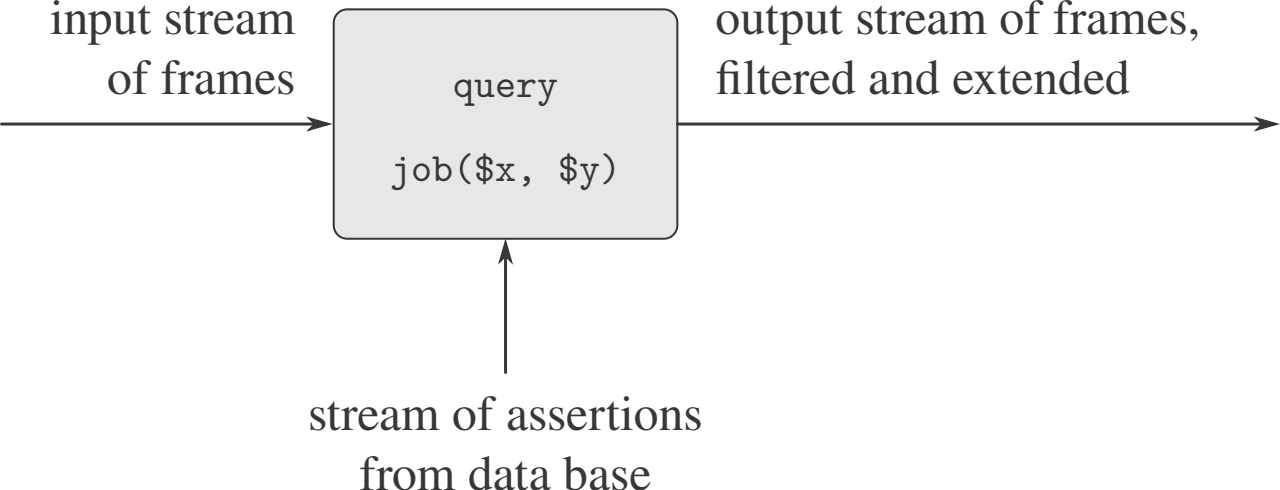 input stream
of frames
query
job($x, $y)
output stream of frames,
filtered and extended
stream of assertions
from data base